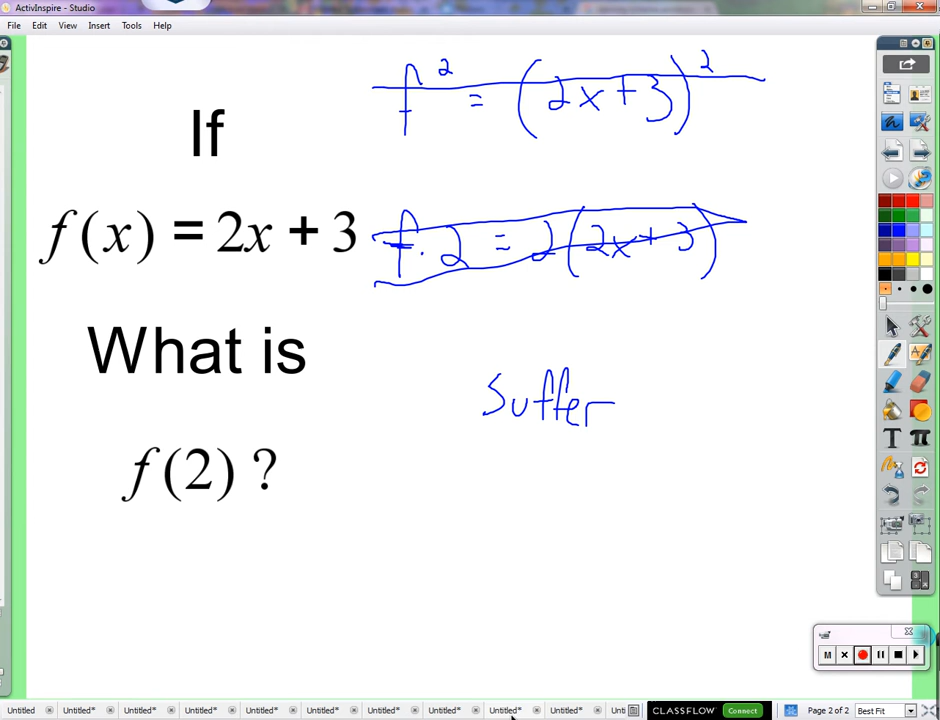 ActivInspire - Studio
File Edit View Insert Tools Help
f² = (2x + 3)²
If
f(x) = 2x + 3
f · 2 = 2(2x + 3)
What is
Suffer
f(2) ?
M
Untitled Untitled* Untitled* Untitled* Untitled* Untitled* Untitled* Untitled* Untitled* Untitled* Unti CLASSFLOW Connect Page 2 of 2 Best Fit